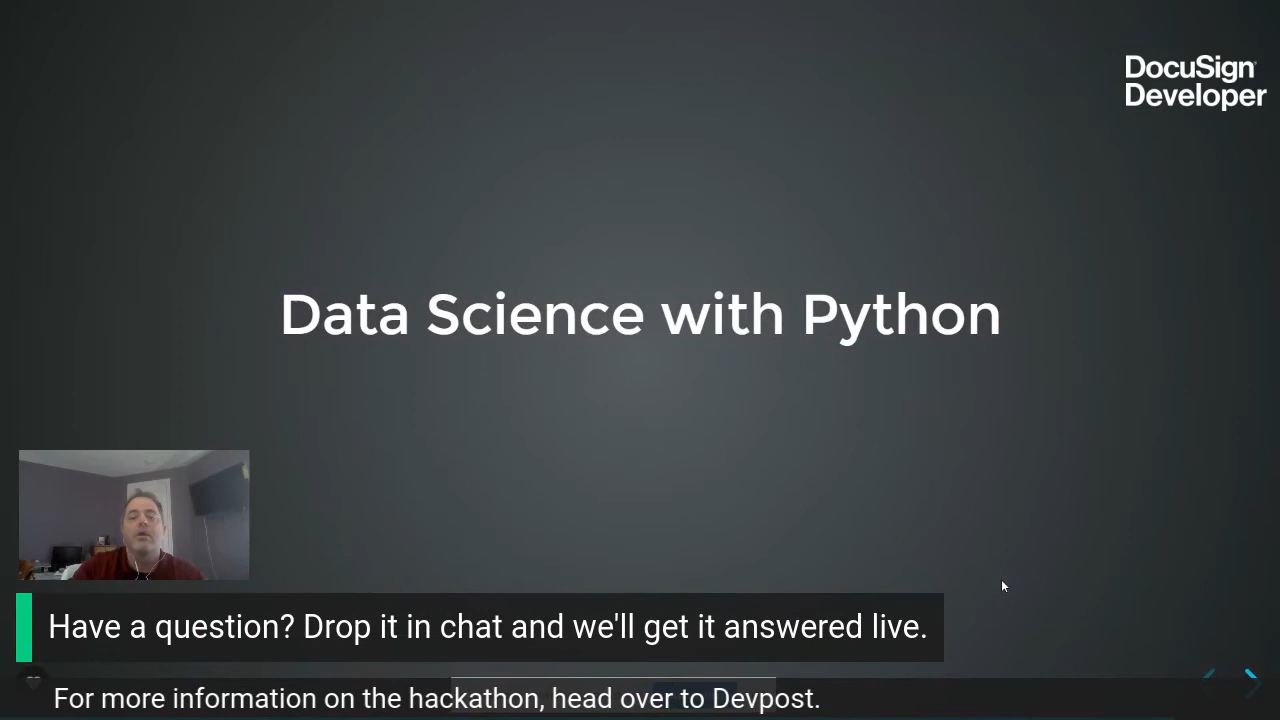 DocuSign
Developer
Data Science with Python
Have a question? Drop it in chat and we'll get it answered live.
For more information on the hackathon, head over to Devpost.